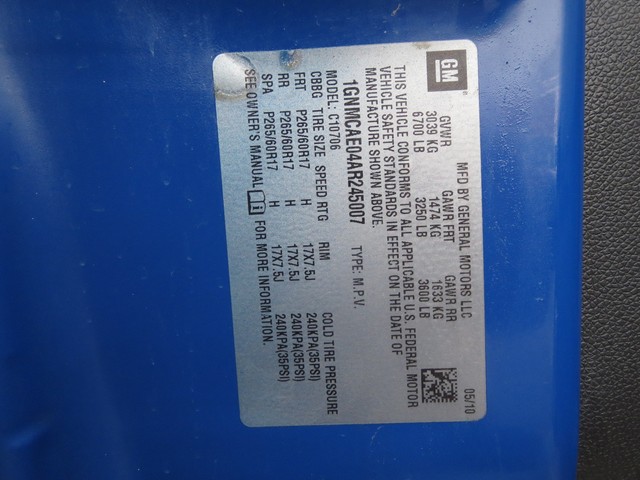 GM
MFD BY GENERAL MOTORS LLC 05/10
GVWR GAWR FRT GAWR RR
3039 KG 1474 KG 1633 KG
6700 LB 3250 LB 3600 LB
THIS VEHICLE CONFORMS TO ALL APPLICABLE U.S. FEDERAL MOTOR
VEHICLE SAFETY STANDARDS IN EFFECT ON THE DATE OF
MANUFACTURE SHOWN ABOVE.
1GNMCAE04AR245007 TYPE: M.P.V.
MODEL: C10706
CBBG TIRE SIZE SPEED RTG RIM COLD TIRE PRESSURE
FRT P265/60R17 H 17X7.5J 240KPA(35PSI)
RR P265/60R17 H 17X7.5J 240KPA(35PSI)
SPA P265/60R17 H 17X7.5J 240KPA(35PSI)
SEE OWNER'S MANUAL FOR MORE INFORMATION.